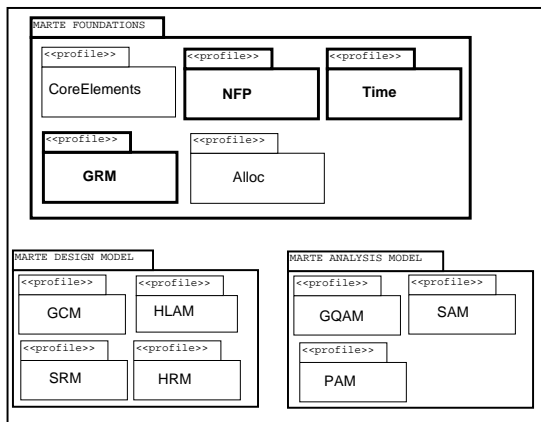 MARTE FOUNDATIONS
<<profile>> <<profile>> <<profile>>
CoreElements NFP Time
<<profile>> <<profile>>
GRM Alloc
MARTE DESIGN MODEL
<<profile>> <<profile>>
GCM HLAM
<<profile>> <<profile>>
SRM HRM
MARTE ANALYSIS MODEL
<<profile>> <<profile>>
GQAM SAM
<<profile>>
PAM